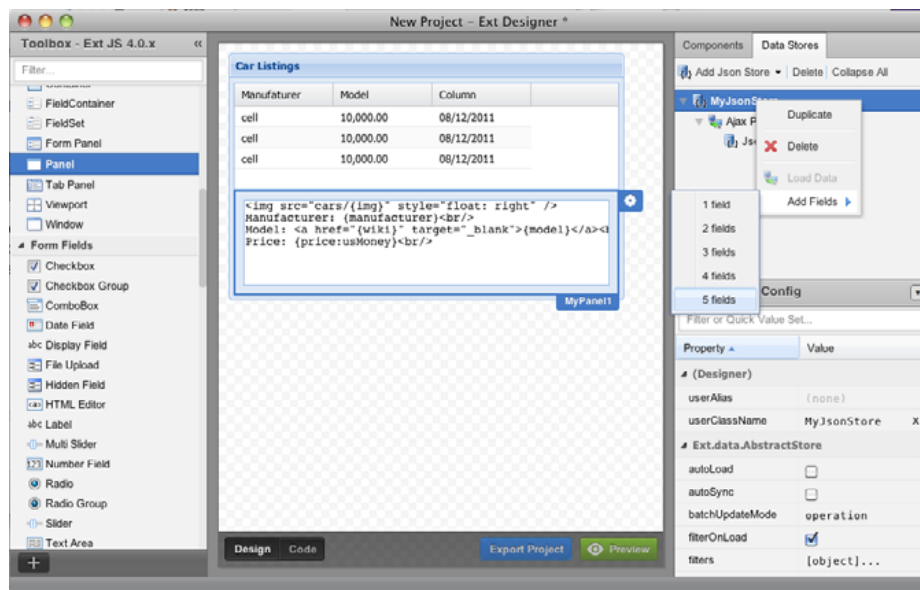 New Project – Ext Designer *
Toolbox - Ext JS 4.0.x «
Filter...
Container
FieldContainer
FieldSet
Form Panel
Panel
Tab Panel
Viewport
Window
Form Fields
Checkbox
Checkbox Group
ComboBox
Date Field
abc Display Field
File Upload
Hidden Field
HTML Editor
abc Label
Multi Slider
123 Number Field
Radio
Radio Group
Slider
Text Area
+
Car Listings
Manufaturer Model Column
cell 10,000.00 08/12/2011
cell 10,000.00 08/12/2011
cell 10,000.00 08/12/2011
<img src="cars/{img}" style="float: right" />
Manufacturer: {manufacturer}<br/>
Model: <a href="{wiki}" target="_blank">{model}</a><b
Price: {price:usMoney}<br/>
MyPanel1
Design Code
Export Project Preview
Components Data Stores
Add Json Store Delete Collapse All
MyJsonStore
Ajax P
Js
Duplicate
Delete
Load Data
Add Fields
1 field
2 fields
3 fields
4 fields
5 fields
Config
Filter or Quick Value Set...
Property Value
(Designer)
userAlias (none)
userClassName MyJsonStore x
Ext.data.AbstractStore
autoLoad
autoSync
batchUpdateMode operation
filterOnLoad
filters [object]...